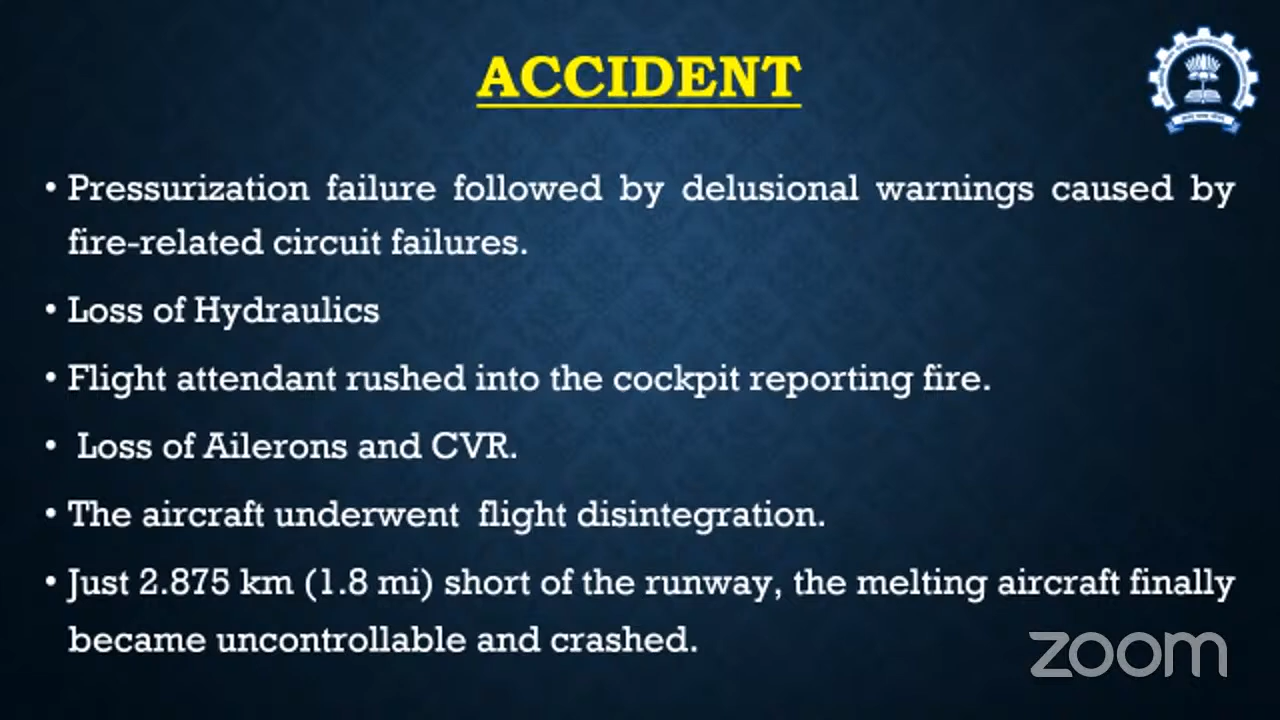 ACCIDENT
• Pressurization failure followed by delusional warnings caused by
fire-related circuit failures.
• Loss of Hydraulics
• Flight attendant rushed into the cockpit reporting fire.
• Loss of Ailerons and CVR.
• The aircraft underwent flight disintegration.
• Just 2.875 km (1.8 mi) short of the runway, the melting aircraft finally
became uncontrollable and crashed.
zoom